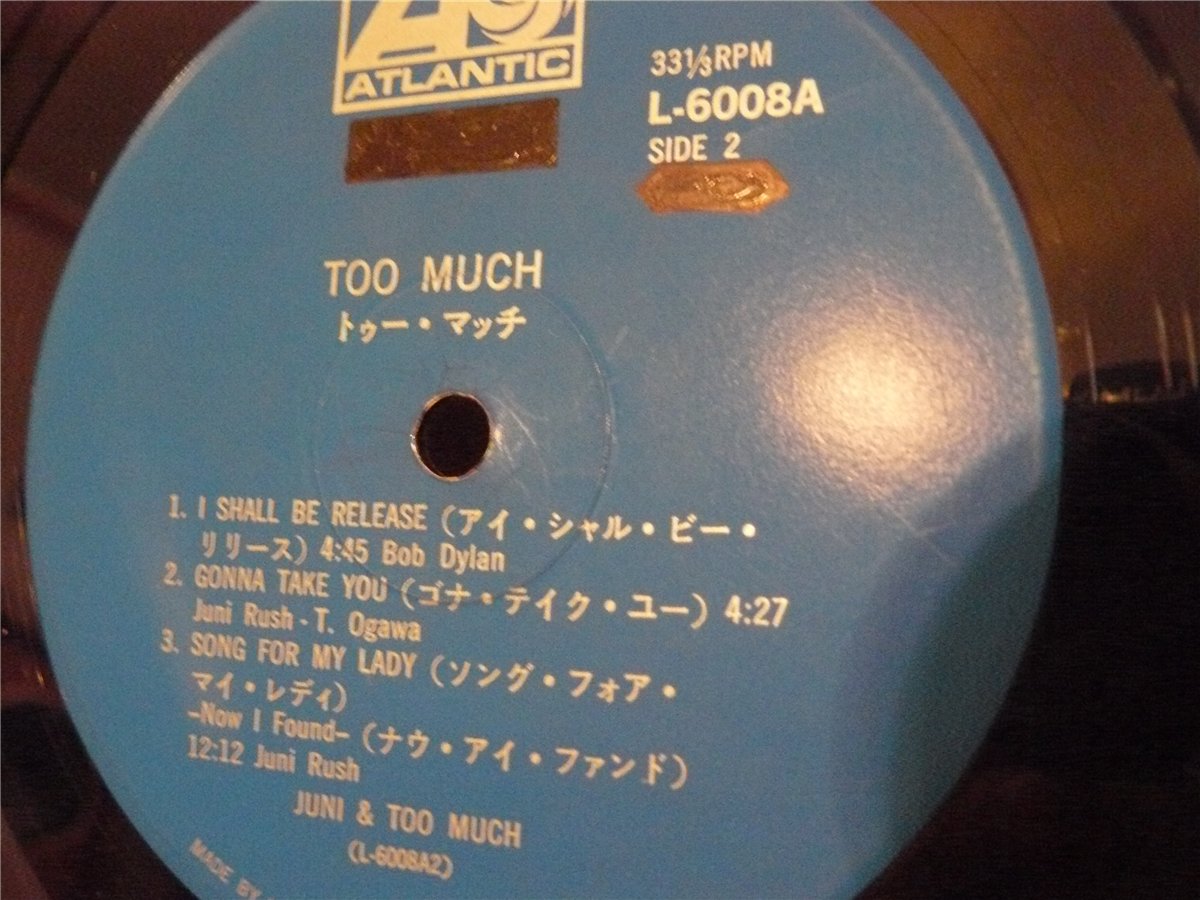 ATLANTIC
33⅓ RPM
L-6008A
SIDE 2
TOO MUCH
トゥー・マッチ
1. I SHALL BE RELEASE (アイ・シャル・ビー・
リリース) 4:45 Bob Dylan
2. GONNA TAKE YOU (ゴナ・テイク・ユー) 4:27
Juni Rush - T. Ogawa
3. SONG FOR MY LADY (ソング・フォア・
マイ・レディ)
–Now I Found– (ナウ・アイ・ファンド)
12:12 Juni Rush
JUNI & TOO MUCH
(L-6008A2)
MADE BY